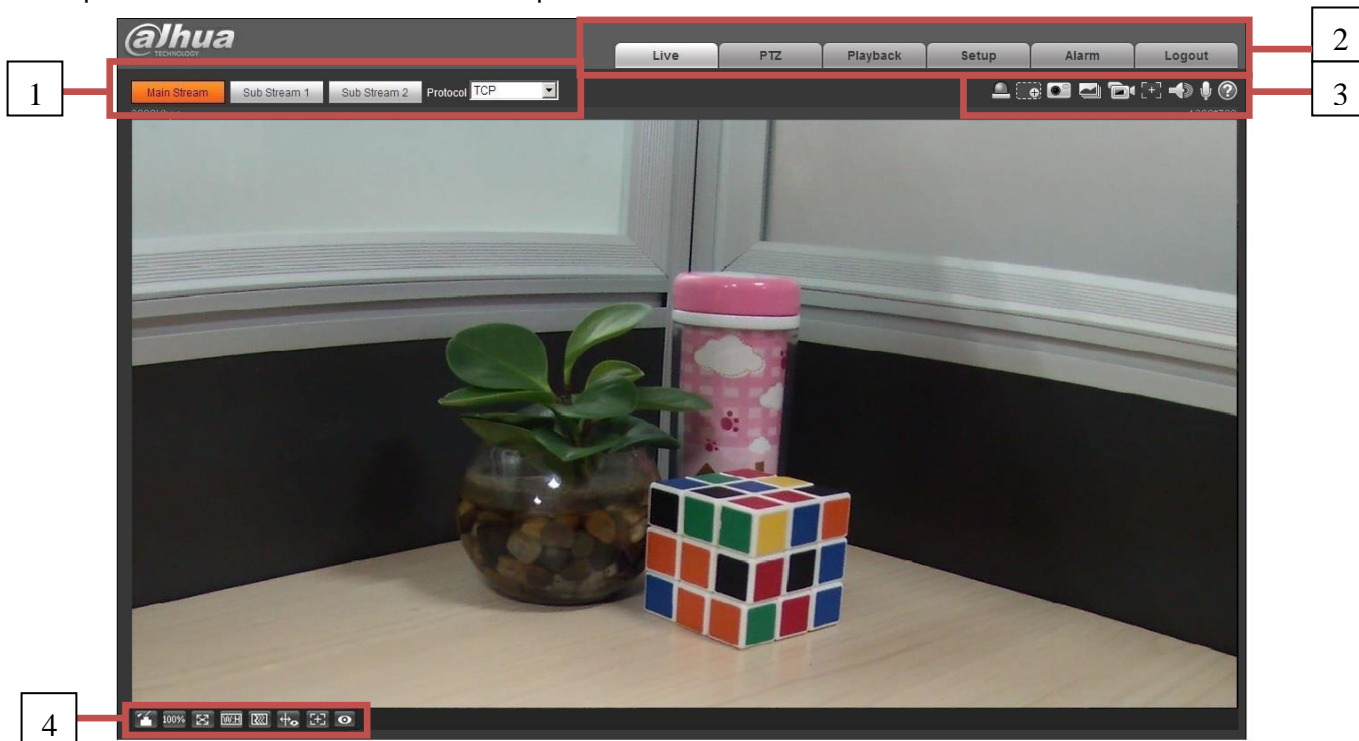 alhua
TECHNOLOGY
2
Live PTZ Playback Setup Alarm Logout
1
Main Stream Sub Stream 1 Sub Stream 2 Protocol TCP
3
4
100% W:H